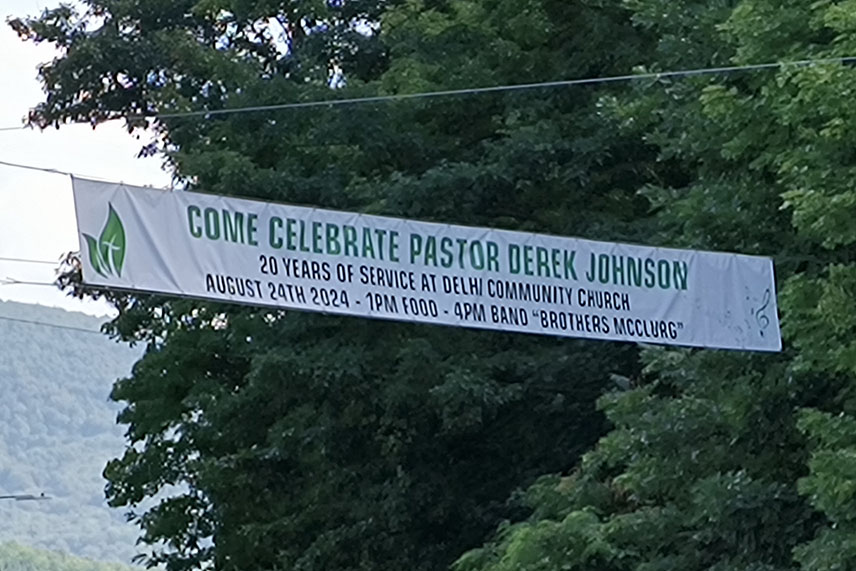 COME CELEBRATE PASTOR DEREK JOHNSON
20 YEARS OF SERVICE AT DELHI COMMUNITY CHURCH
AUGUST 24TH 2024 - 1PM FOOD - 4PM BAND "BROTHERS MCCLURG"